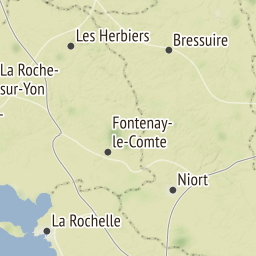 Les Herbiers
Bressuire
La Roche-
sur-Yon
Fontenay-
le-Comte
Niort
La Rochelle